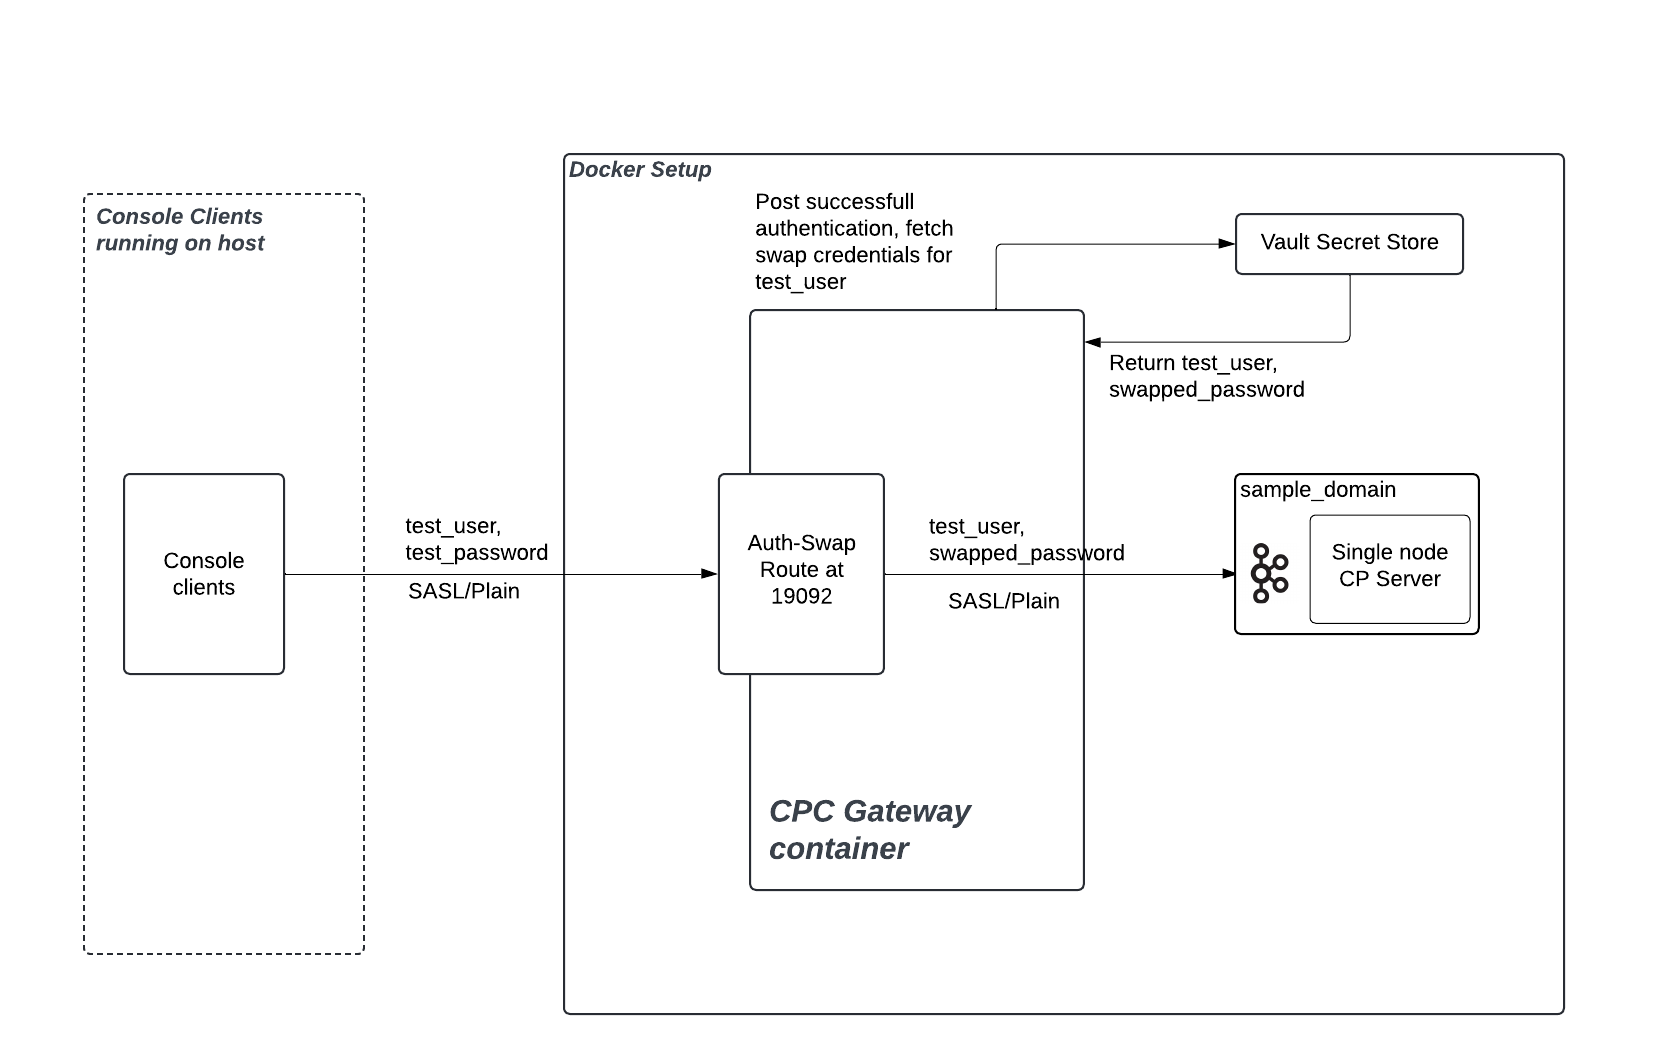 Docker Setup
Console Clients
running on host
Post successfull
authentication, fetch
swap credentials for
test_user
Vault Secret Store
Return test_user,
swapped_password
Console
clients
test_user,
test_password
SASL/Plain
Auth-Swap
Route at
19092
test_user,
swapped_password
SASL/Plain
sample_domain
Single node
CP Server
CPC Gateway
container